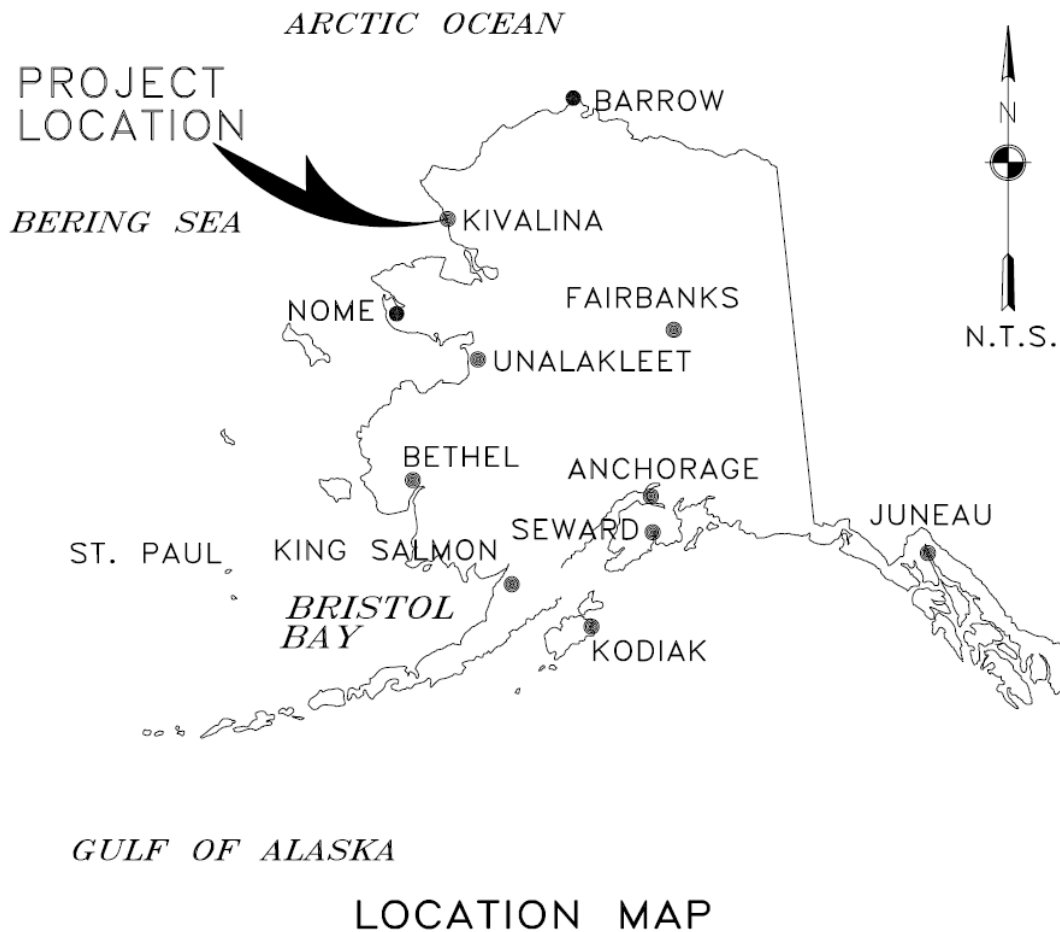 ARCTIC OCEAN
PROJECT
LOCATION
BARROW
N
BERING SEA
KIVALINA
NOME
FAIRBANKS
N.T.S.
UNALAKLEET
BETHEL
ANCHORAGE
SEWARD
JUNEAU
ST. PAUL
KING SALMON
BRISTOL
BAY
KODIAK
GULF OF ALASKA
LOCATION MAP